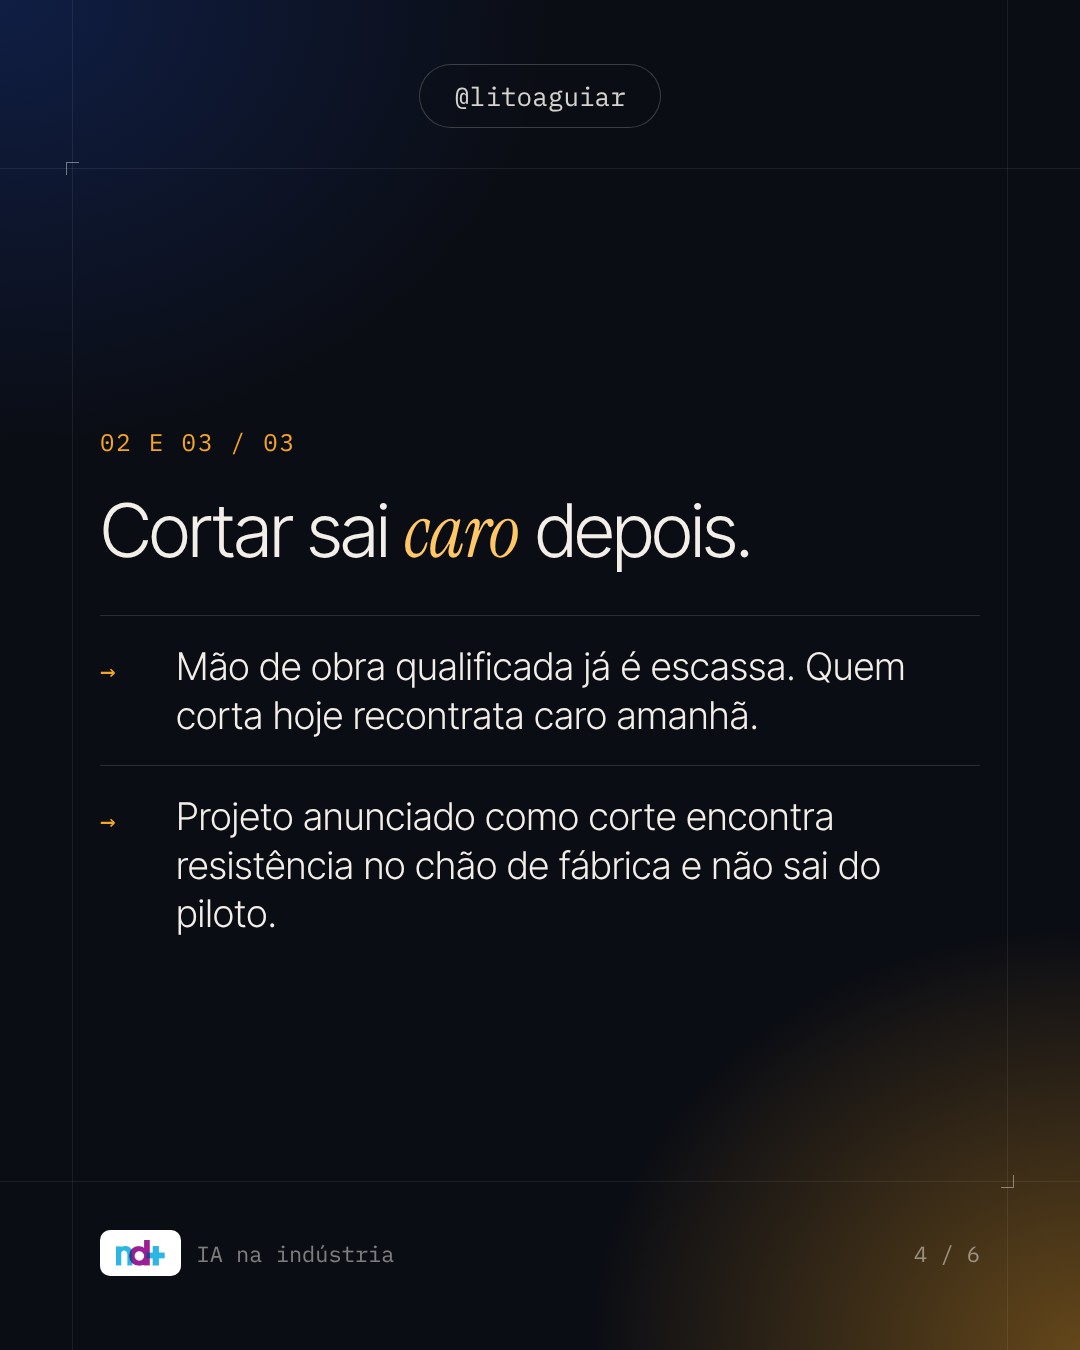 @litoaguiar
02 E 03 / 03
Cortar sai caro depois.
→ Mão de obra qualificada já é escassa. Quem
corta hoje recontrata caro amanhã.
→ Projeto anunciado como corte encontra
resistência no chão de fábrica e não sai do
piloto.
nd+ IA na indústria
4 / 6